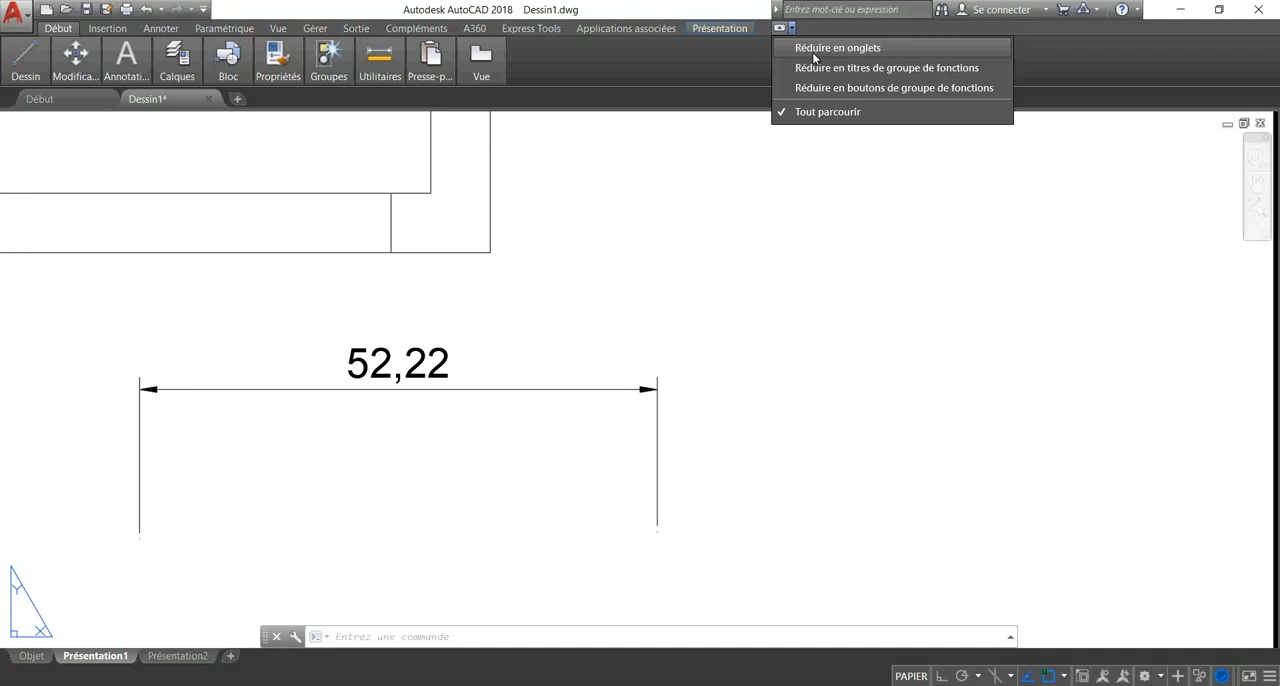 Autodesk AutoCAD 2018 Dessin1.dwg
Entrez mot-clé ou expression
Se connecter
Début Insertion Annoter Paramétrique Vue Gérer Sortie Compléments A360 Express Tools Applications associées Présentation
Réduire en onglets
Réduire en titres de groupe de fonctions
Réduire en boutons de groupe de fonctions
Tout parcourir
Dessin Modifica... Annotati... Calques Bloc Propriétés Groupes Utilitaires Presse-p... Vue
Début Dessin1*
52,22
Y
X
Entrez une commande
Objet Présentation1 Présentation2
PAPIER